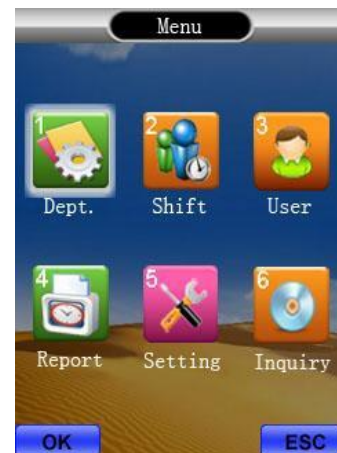 Menu
1 2 3
Dept. Shift User
4 5 6
Report Setting Inquiry
OK ESC